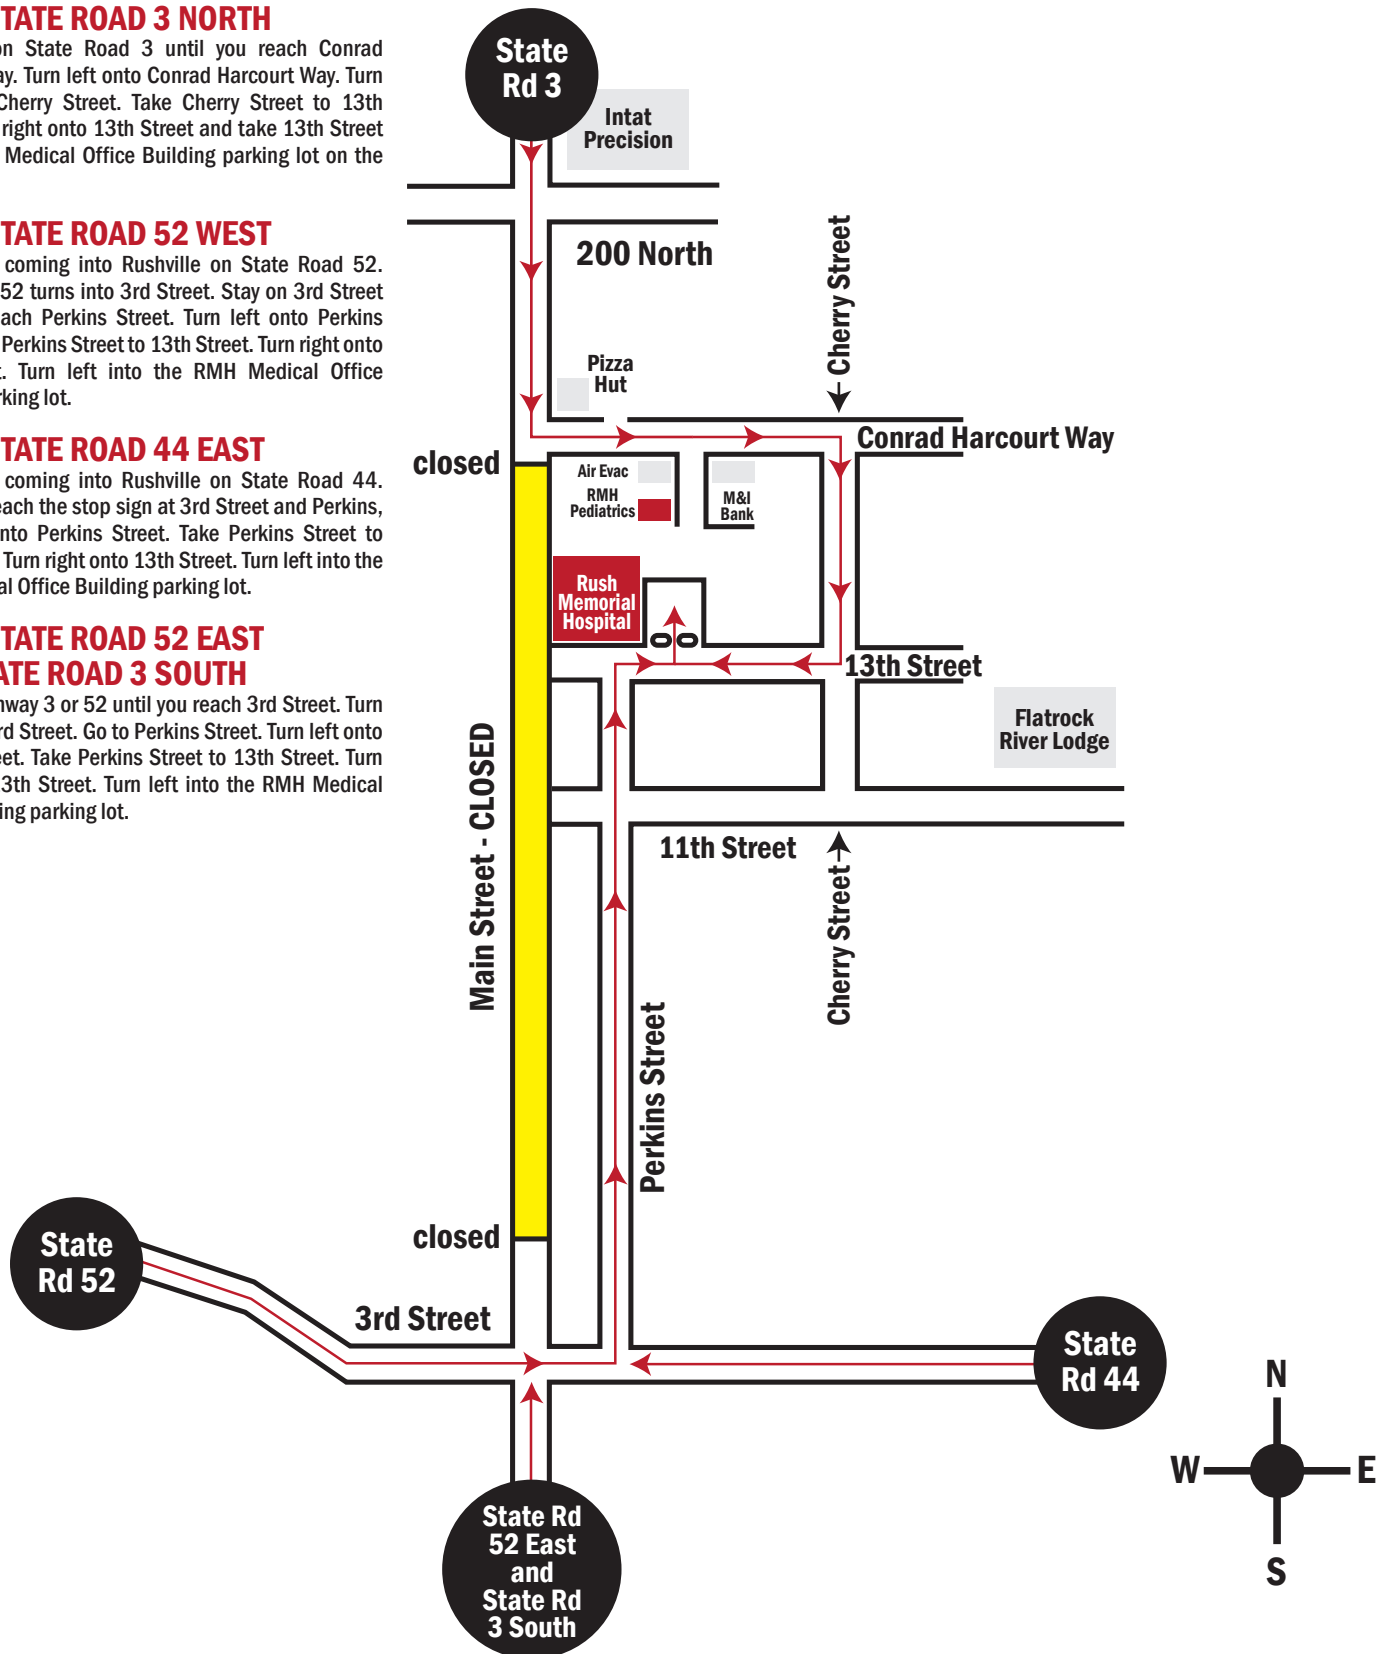 TATE ROAD 3 NORTH
on State Road 3 until you reach Conrad
ay. Turn left onto Conrad Harcourt Way. Turn
Cherry Street. Take Cherry Street to 13th
right onto 13th Street and take 13th Street
Medical Office Building parking lot on the
TATE ROAD 52 WEST
coming into Rushville on State Road 52.
52 turns into 3rd Street. Stay on 3rd Street
ach Perkins Street. Turn left onto Perkins
Perkins Street to 13th Street. Turn right onto
t. Turn left into the RMH Medical Office
rking lot.
TATE ROAD 44 EAST
coming into Rushville on State Road 44.
each the stop sign at 3rd Street and Perkins,
nto Perkins Street. Take Perkins Street to
Turn right onto 13th Street. Turn left into the
al Office Building parking lot.
TATE ROAD 52 EAST
ATE ROAD 3 SOUTH
hway 3 or 52 until you reach 3rd Street. Turn
rd Street. Go to Perkins Street. Turn left onto
eet. Take Perkins Street to 13th Street. Turn
3th Street. Turn left into the RMH Medical
ing parking lot.
State
Rd 3
Intat
Precision
200 North
Cherry Street
Pizza
Hut
Conrad Harcourt Way
closed
Air Evac
RMH
Pediatrics
M&I
Bank
Rush
Memorial
Hospital
13th Street
Flatrock
River Lodge
Main Street - CLOSED
11th Street
Cherry Street
Perkins Street
closed
State
Rd 52
3rd Street
State
Rd 44
State Rd
52 East
and
State Rd
3 South
N
W
E
S